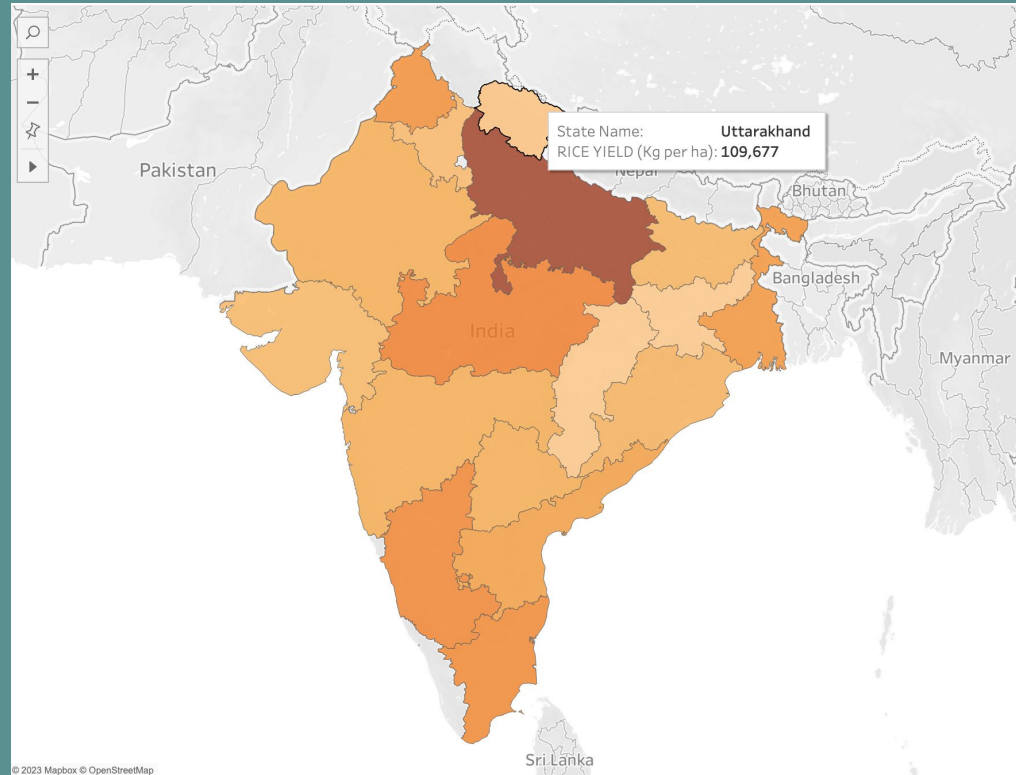 State Name: Uttarakhand
RICE YIELD (Kg per ha): 109,677
Pakistan
Nepal
Bhutan
Bangladesh
India
Myanmar
Sri Lanka
© 2023 Mapbox © OpenStreetMap